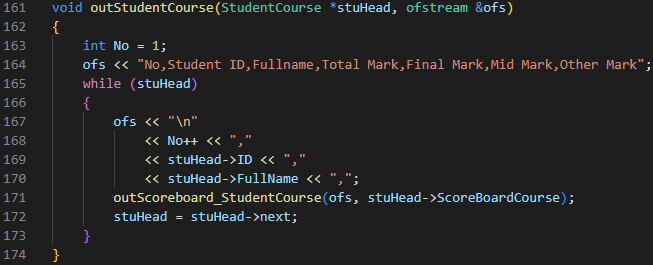 161 void outStudentCourse(StudentCourse *stuHead, ofstream &ofs)
162 {
163     int No = 1;
164     ofs << "No,Student ID,Fullname,Total Mark,Final Mark,Mid Mark,Other Mark";
165     while (stuHead)
166     {
167         ofs << "\n"
168             << No++ << ","
169             << stuHead->ID << ","
170             << stuHead->FullName << ",";
171         outScoreboard_StudentCourse(ofs, stuHead->ScoreBoardCourse);
172         stuHead = stuHead->next;
173     }
174 }